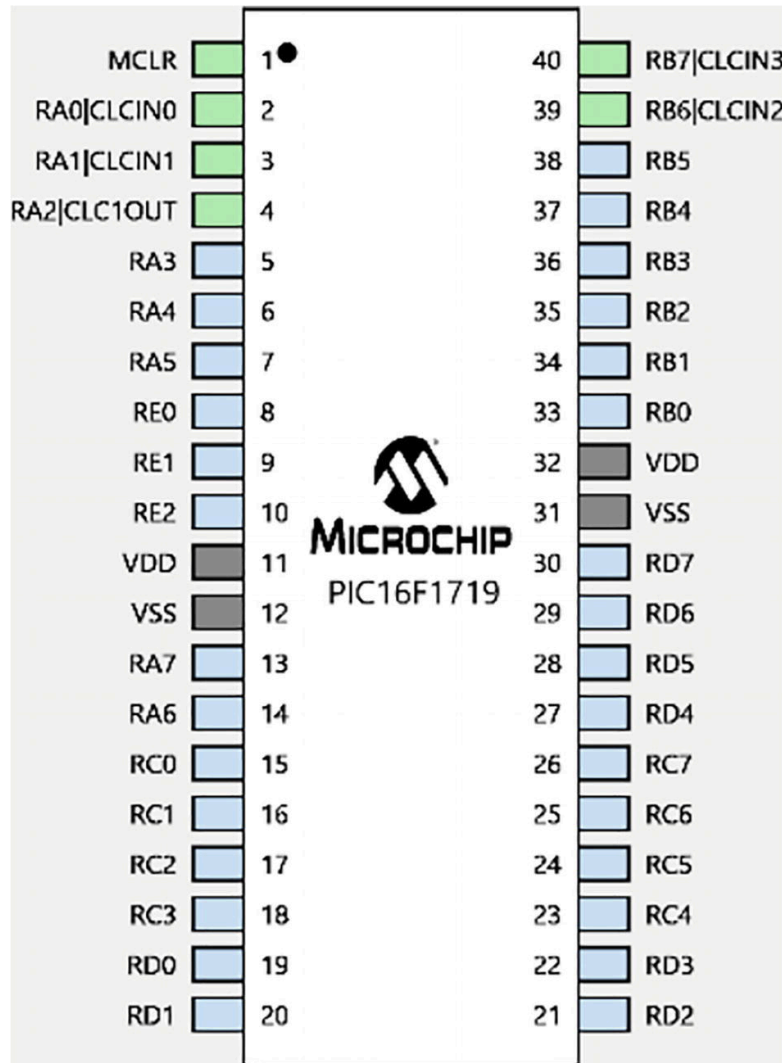 MCLR 1 40 RB7|CLCIN3
RA0|CLCIN0 2 39 RB6|CLCIN2
RA1|CLCIN1 3 38 RB5
RA2|CLC1OUT 4 37 RB4
RA3 5 36 RB3
RA4 6 35 RB2
RA5 7 34 RB1
RE0 8 33 RB0
RE1 9 32 VDD
RE2 10 31 VSS
MICROCHIP
VDD 11 30 RD7
PIC16F1719
VSS 12 29 RD6
RA7 13 28 RD5
RA6 14 27 RD4
RC0 15 26 RC7
RC1 16 25 RC6
RC2 17 24 RC5
RC3 18 23 RC4
RD0 19 22 RD3
RD1 20 21 RD2